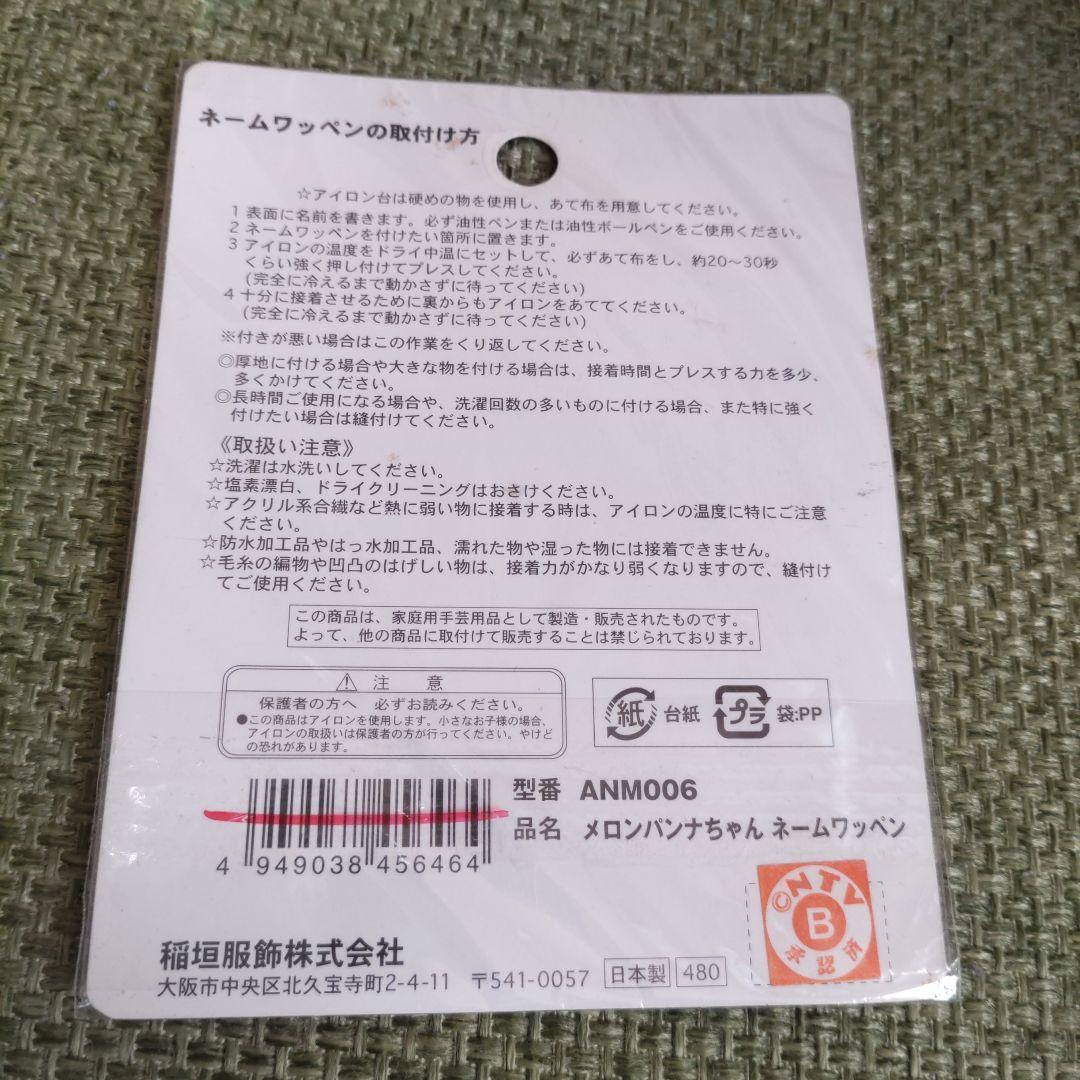 ネームワッペンの取付け方
☆アイロン台は硬めの物を使用し、あて布を用意してください。
1 表面に名前を書きます。必ず油性ペンまたは油性ボールペンをご使用ください。
2 ネームワッペンを付けたい箇所に置きます。
3 アイロンの温度をドライ中温にセットして、必ずあて布をし、約20〜30秒
くらい強く押し付けてプレスしてください。
(完全に冷えるまで動かさずに待ってください)
4 十分に接着させるために裏からもアイロンをあててください。
(完全に冷えるまで動かさずに待ってください)
※付きが悪い場合はこの作業をくり返してください。
◎厚地に付ける場合や大きな物を付ける場合は、接着時間とプレスする力を多少、
多くかけてください。
◎長時間ご使用になる場合や、洗濯回数の多いものに付ける場合、また特に強く
付けたい場合は縫付けてください。
《取扱い注意》
☆洗濯は水洗いしてください。
☆塩素漂白、ドライクリーニングはおさけください。
☆アクリル系合繊など熱に弱い物に接着する時は、アイロンの温度に特にご注意
ください。
☆防水加工品やはっ水加工品、濡れた物や湿った物には接着できません。
☆毛糸の編物や凹凸のはげしい物は、接着力がかなり弱くなりますので、縫付け
てご使用ください。
この商品は、家庭用手芸用品として製造・販売されたものです。
よって、他の商品に取付けて販売することは禁じられております。
⚠ 注 意
保護者の方へ 必ずお読みください。
●この商品はアイロンを使用します。小さなお子様の場合、
アイロンの取扱いは保護者の方が行ってください。やけど
の恐れがあります。
紙 台紙 プラ 袋:PP
型番 ANM006
品名 メロンパンナちゃん ネームワッペン
4 949038 456464
©NTV
B
承認済
稲垣服飾株式会社
大阪市中央区北久宝寺町2-4-11 〒541-0057 日本製 480